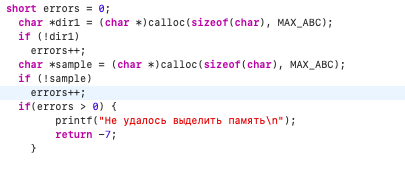 short errors = 0;
char *dir1 = (char *)calloc(sizeof(char), MAX_ABC);
if (!dir1)
errors++;
char *sample = (char *)calloc(sizeof(char), MAX_ABC);
if (!sample)
errors++;
if(errors > 0) {
printf("Не удалось выделить память\n");
return -7;
}